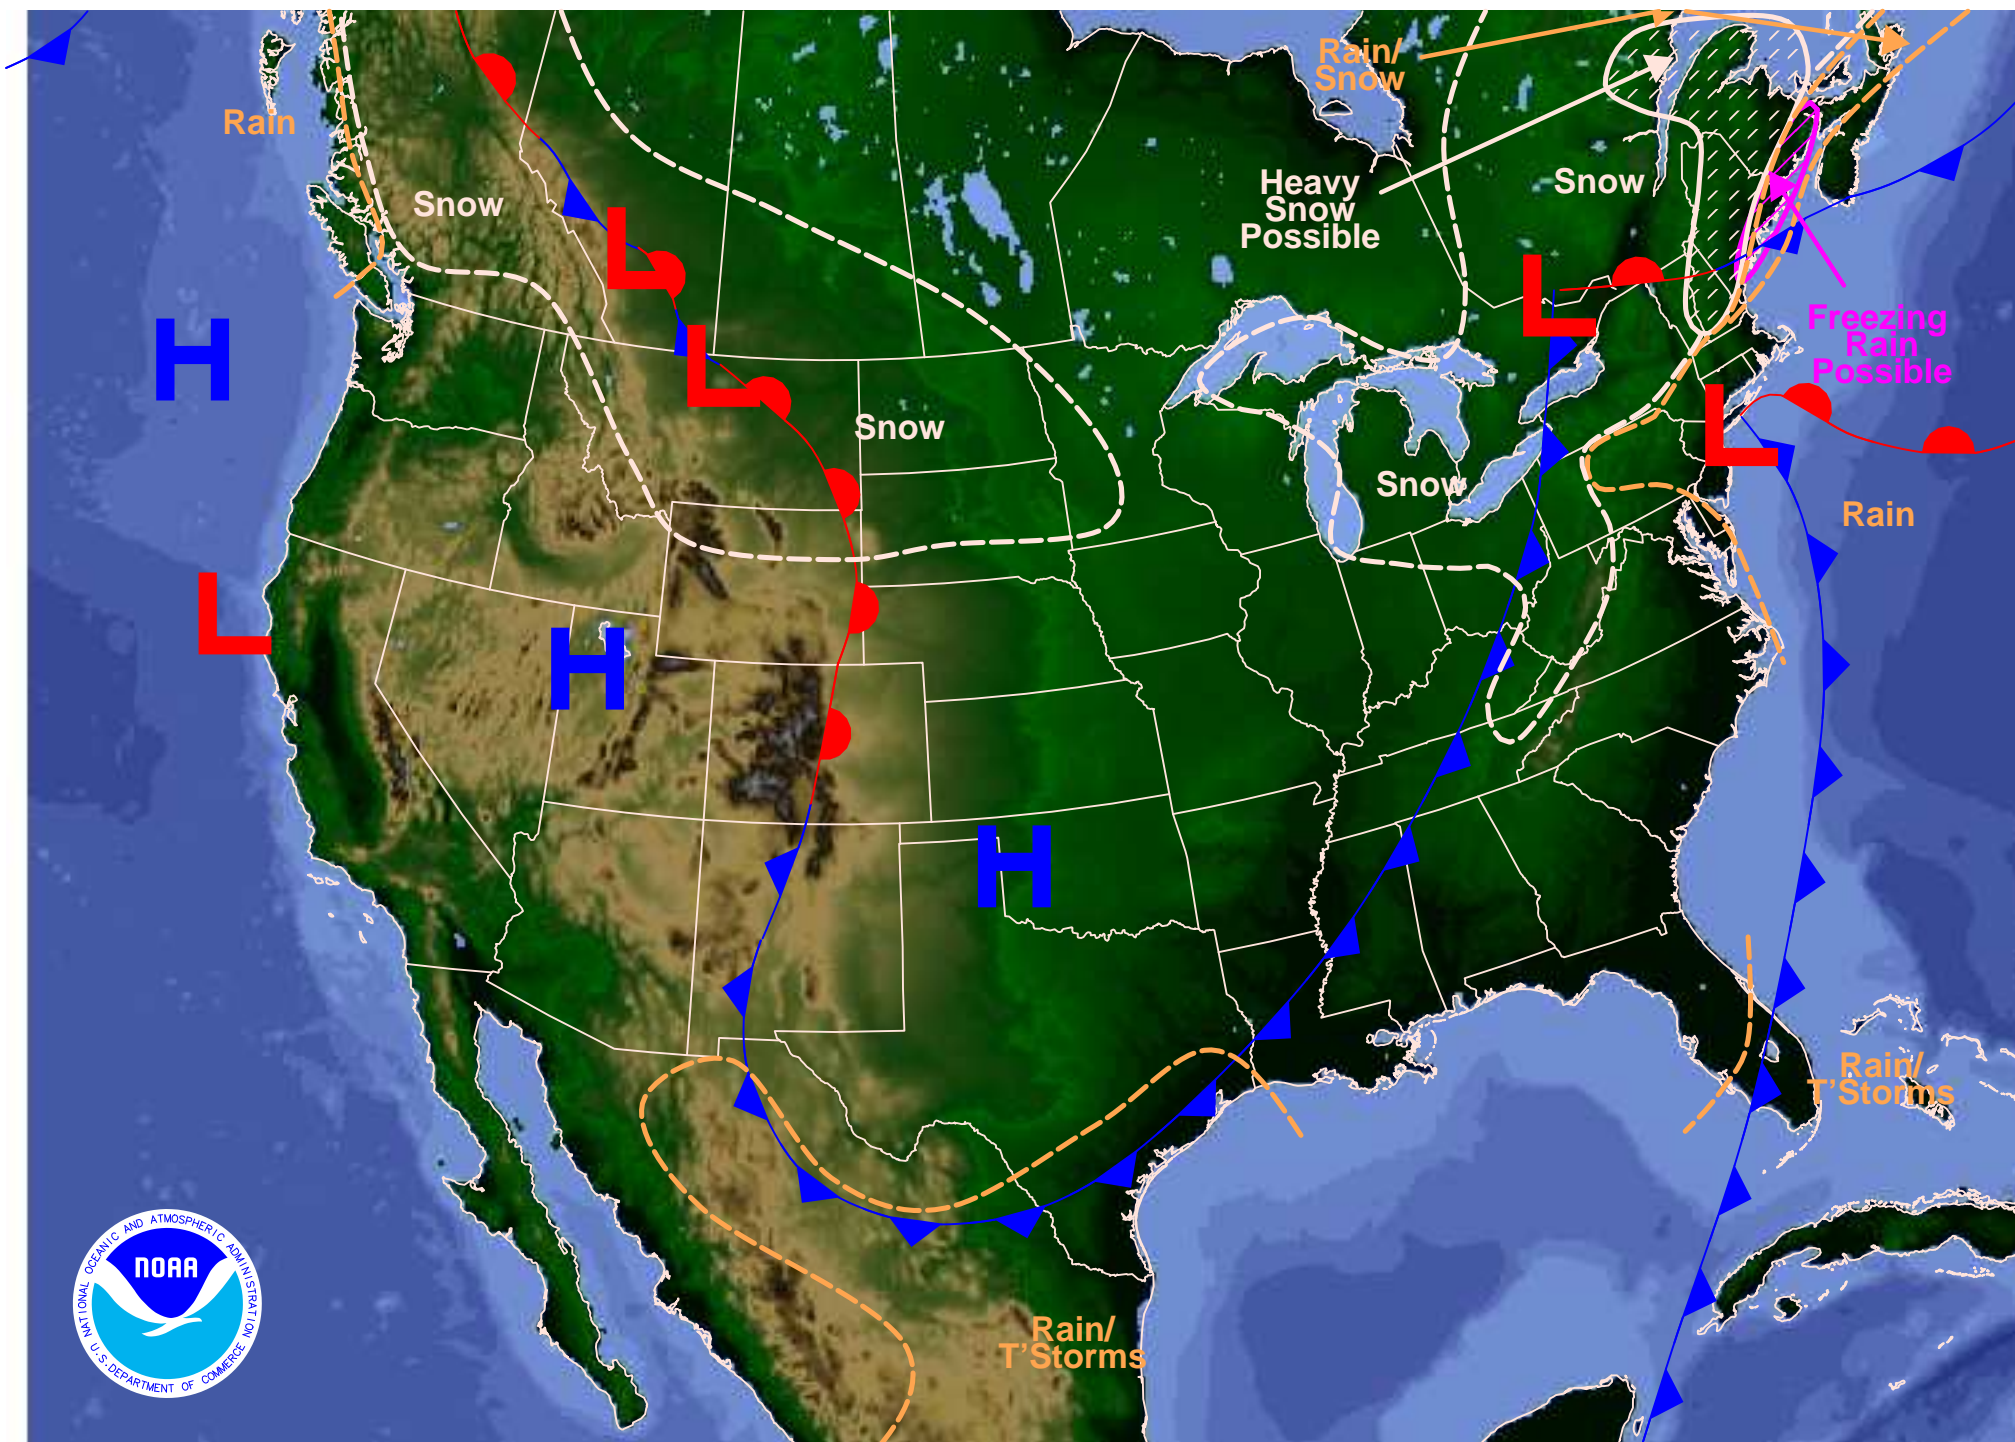 Rain/
Snow
Rain
Snow
Heavy
Snow
Possible
Snow
Freezing
Rain
Possible
L
L
L
L
L
H
H
H
Snow
Snow
Rain
Rain/
T'Storms
Rain/
T'Storms
NATIONAL OCEANIC AND ATMOSPHERIC ADMINISTRATION
NOAA
U.S. DEPARTMENT OF COMMERCE